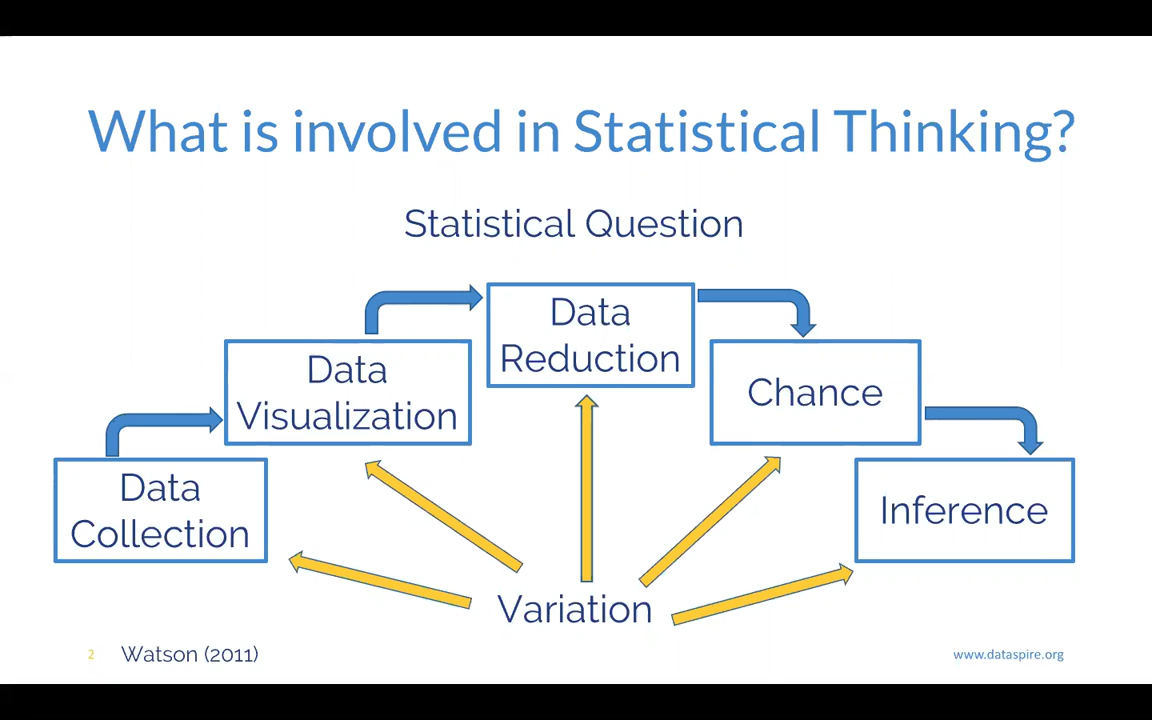 What is involved in Statistical Thinking?
Statistical Question
Data
Reduction
Data
Visualization
Chance
Data
Collection
Inference
Variation
2
Watson (2011)
www.dataspire.org